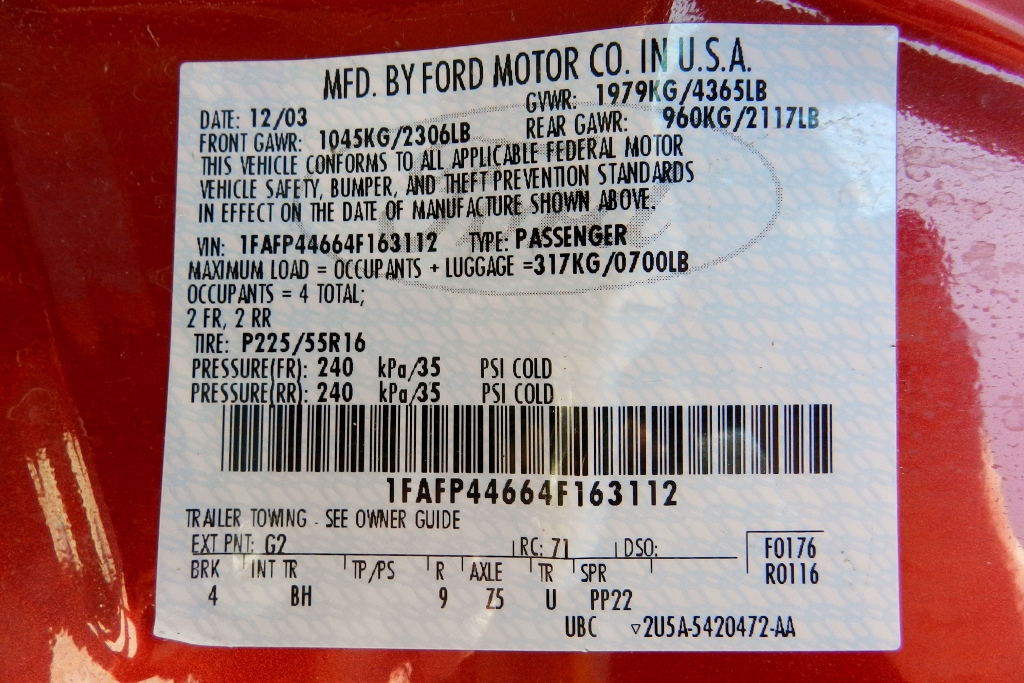 MFD. BY FORD MOTOR CO. IN U.S.A.
DATE: 12/03 GVWR: 1979KG/4365LB
FRONT GAWR: 1045KG/2306LB REAR GAWR: 960KG/2117LB
THIS VEHICLE CONFORMS TO ALL APPLICABLE FEDERAL MOTOR
VEHICLE SAFETY, BUMPER, AND THEFT PREVENTION STANDARDS
IN EFFECT ON THE DATE OF MANUFACTURE SHOWN ABOVE.
VIN: 1FAFP44664F163112 TYPE: PASSENGER
MAXIMUM LOAD = OCCUPANTS + LUGGAGE =317KG/0700LB
OCCUPANTS = 4 TOTAL;
2 FR, 2 RR
TIRE: P225/55R16
PRESSURE(FR): 240 kPa/35 PSI COLD
PRESSURE(RR): 240 kPa/35 PSI COLD
1FAFP44664F163112
TRAILER TOWING - SEE OWNER GUIDE
EXT PNT: G2 RC: 71 DSO: F0176
BRK INT TR TP/PS R AXLE TR SPR R0116
4 BH 9 Z5 U PP22
UBC ▽2U5A-5420472-AA